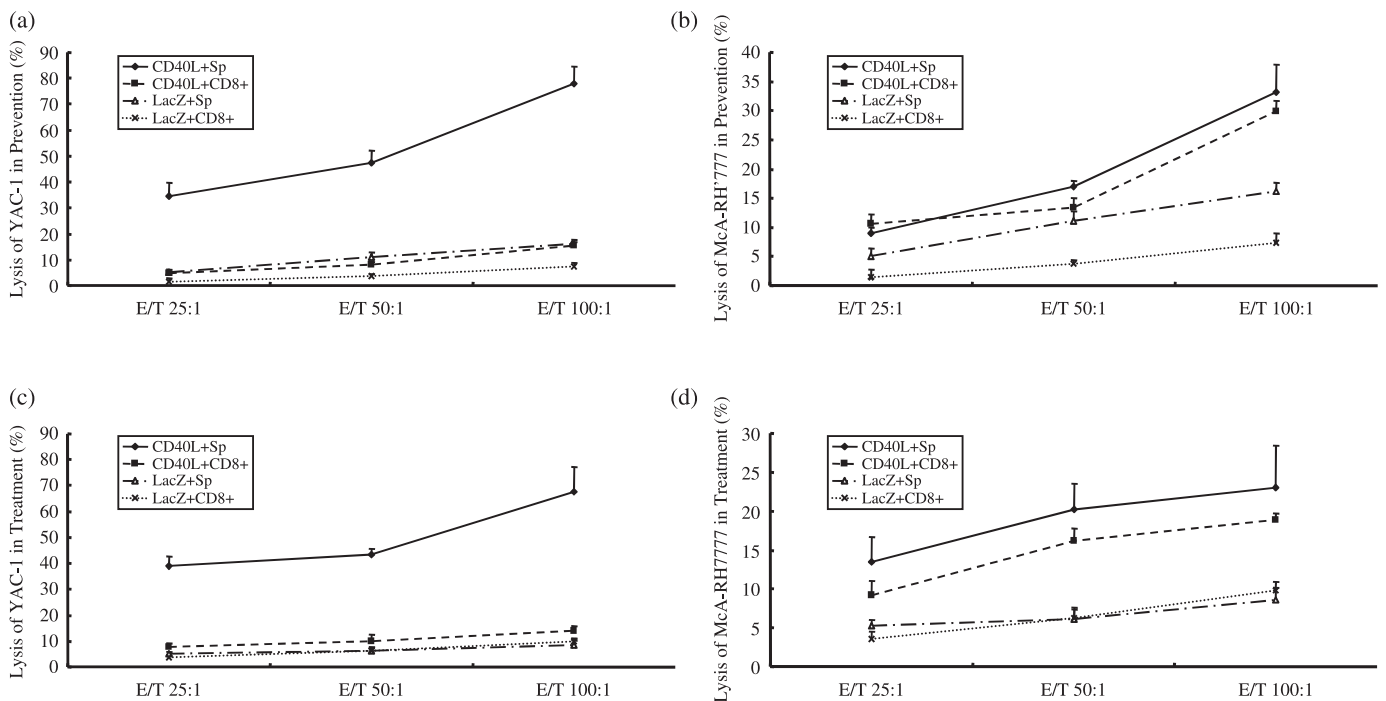 (a)
Lysis of YAC-1 in Prevention (%)
90
80
70
60
50
40
30
20
10
0
CD40L+Sp
CD40L+CD8+
LacZ+Sp
LacZ+CD8+
E/T 25:1
E/T 50:1
E/T 100:1
(b)
Lysis of McA-RH'777 in Prevention (%)
40
35
30
25
20
15
10
5
0
CD40L+Sp
CD40L+CD8+
LacZ+Sp
LacZ+CD8+
E/T 25:1
E/T 50:1
E/T 100:1
(c)
Lysis of YAC-1 in Treatment (%)
90
80
70
60
50
40
30
20
10
0
CD40L+Sp
CD40L+CD8+
LacZ+Sp
LacZ+CD8+
E/T 25:1
E/T 50:1
E/T 100:1
(d)
Lysis of McA-RH7777 in Treatment (%)
30
25
20
15
10
5
0
CD40L+Sp
CD40L+CD8+
LacZ+Sp
LacZ+CD8+
E/T 25:1
E/T 50:1
E/T 100:1